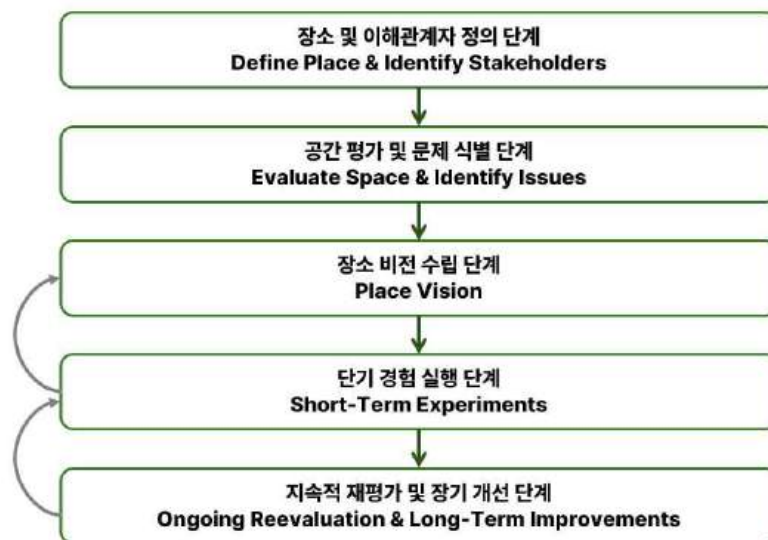 장소 및 이해관계자 정의 단계
Define Place & Identify Stakeholders
공간 평가 및 문제 식별 단계
Evaluate Space & Identify Issues
장소 비전 수립 단계
Place Vision
단기 경험 실행 단계
Short-Term Experiments
지속적 재평가 및 장기 개선 단계
Ongoing Reevaluation & Long-Term Improvements